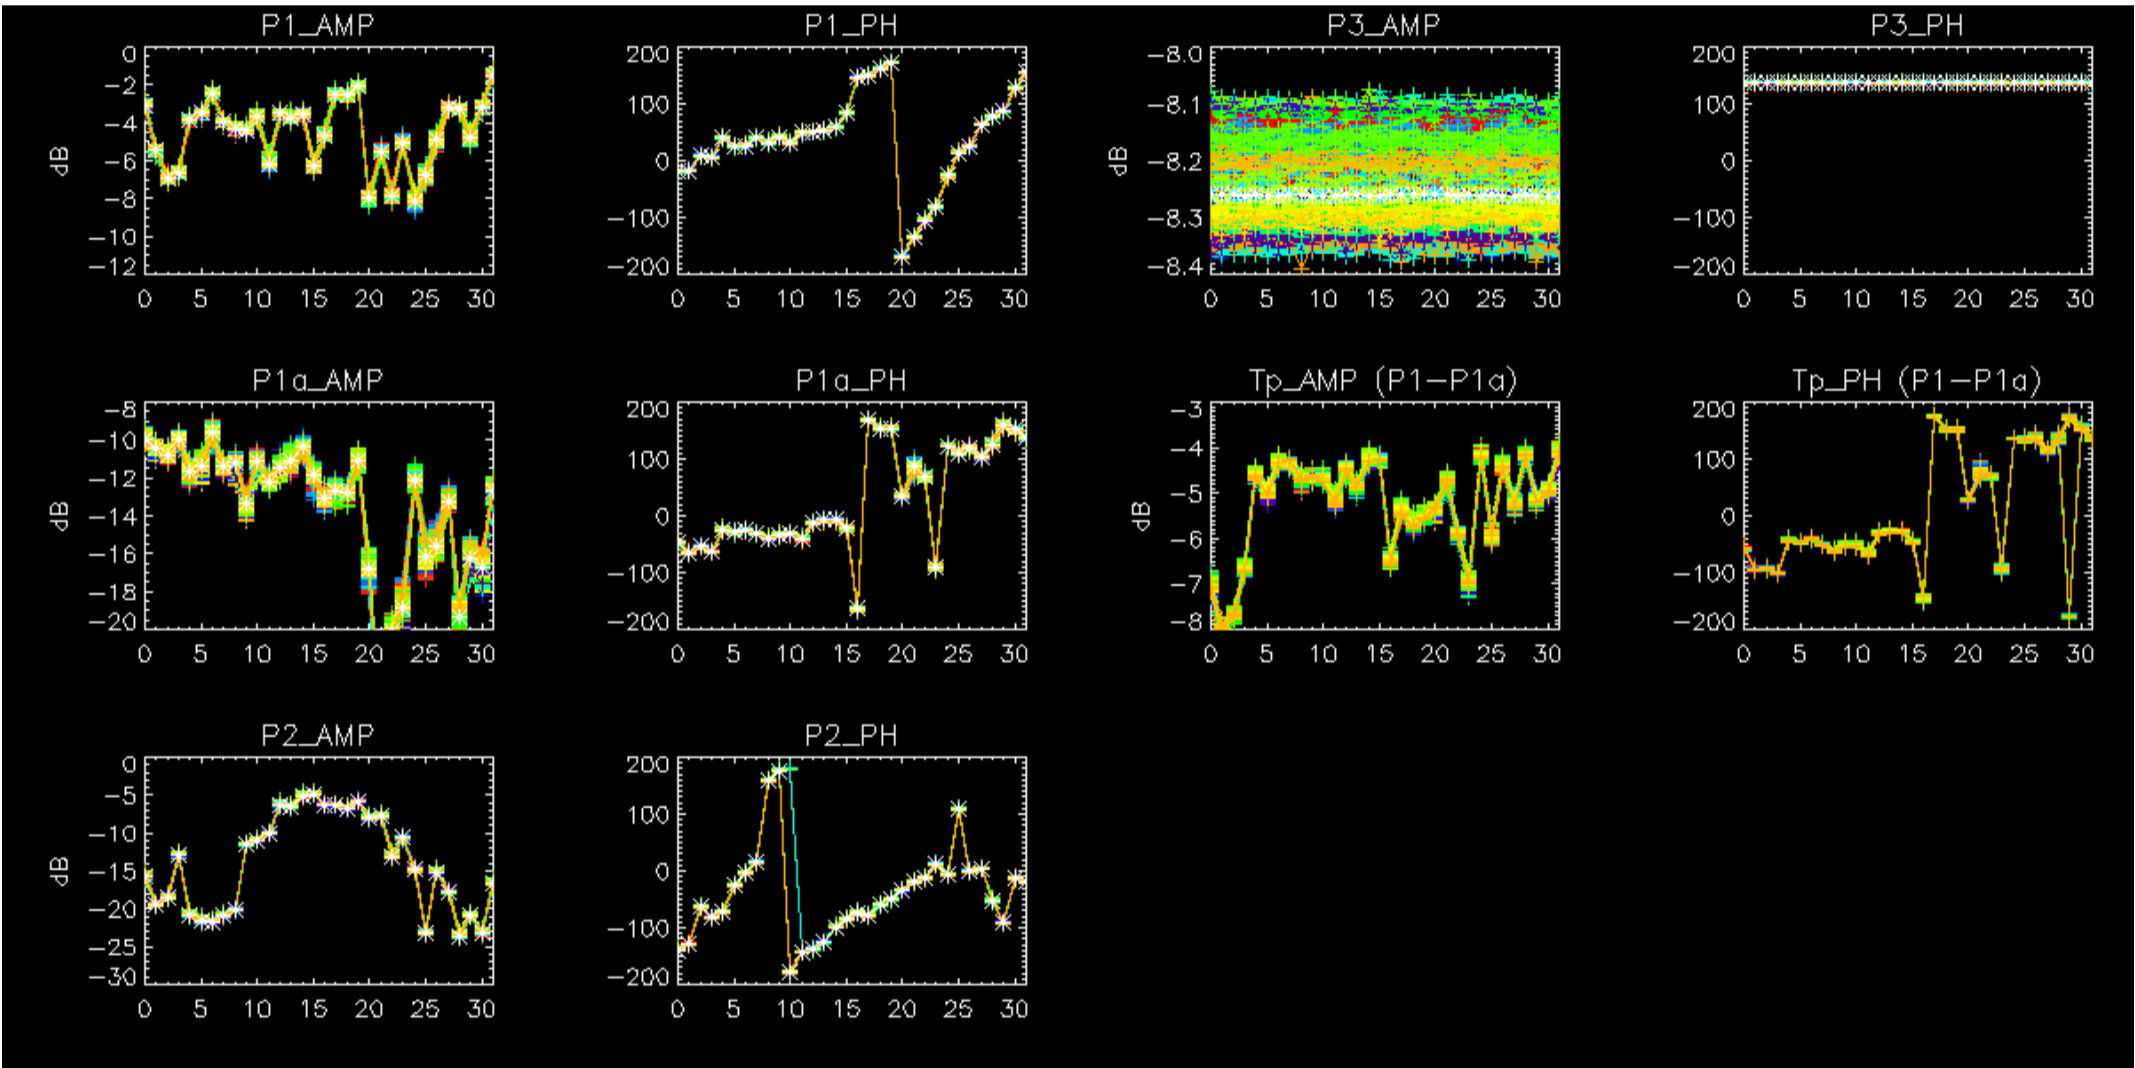 P1_AMP
P1_PH
P3_AMP
P3_PH
0
-2
-4
-6
-8
-10
-12
dB
0 5 10 15 20 25 30
200
100
0
-100
-200
0 5 10 15 20 25 30
-8.0
-8.1
-8.2
-8.3
-8.4
dB
0 5 10 15 20 25 30
200
100
0
-100
-200
0 5 10 15 20 25 30
P1a_AMP
P1a_PH
Tp_AMP (P1-P1a)
Tp_PH (P1-P1a)
-8
-10
-12
-14
-16
-18
-20
dB
0 5 10 15 20 25 30
200
100
0
-100
-200
0 5 10 15 20 25 30
-3
-4
-5
-6
-7
-8
dB
0 5 10 15 20 25 30
200
100
0
-100
-200
0 5 10 15 20 25 30
P2_AMP
P2_PH
0
-5
-10
-15
-20
-25
-30
dB
0 5 10 15 20 25 30
200
100
0
-100
-200
0 5 10 15 20 25 30